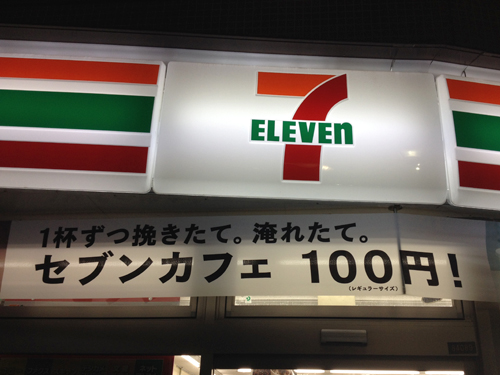 7
ELEVEn
1杯ずつ挽きたて。淹れたて。
セブンカフェ 100円!
(レギュラーサイズ)